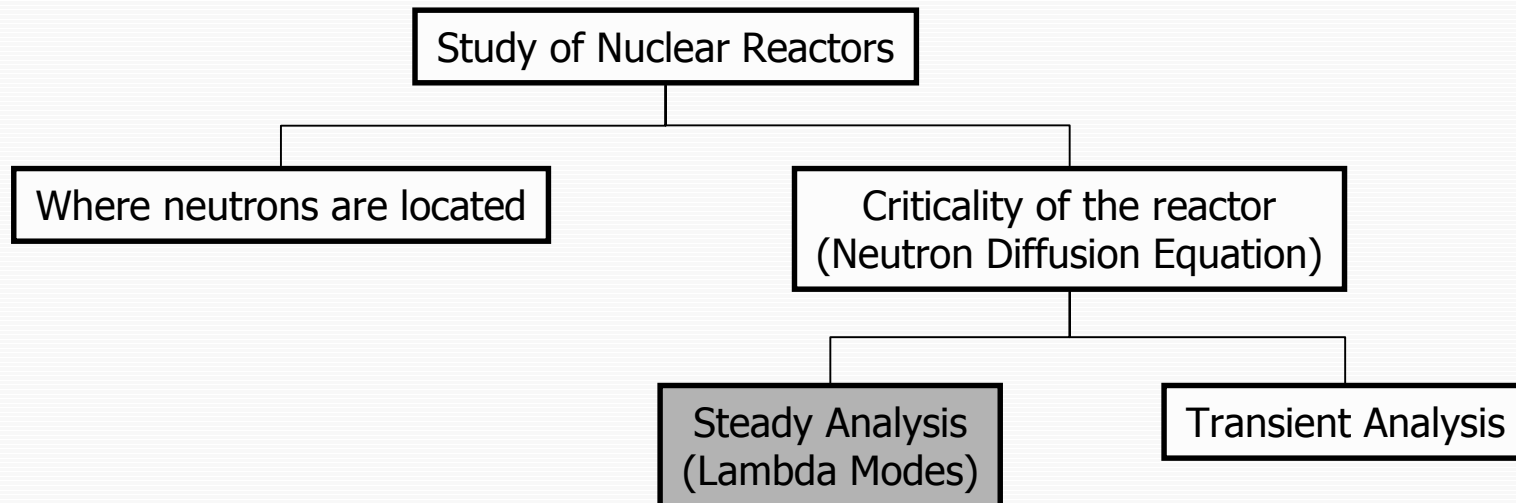 Study of Nuclear Reactors
Where neutrons are located
Criticality of the reactor
(Neutron Diffusion Equation)
Steady Analysis
(Lambda Modes)
Transient Analysis